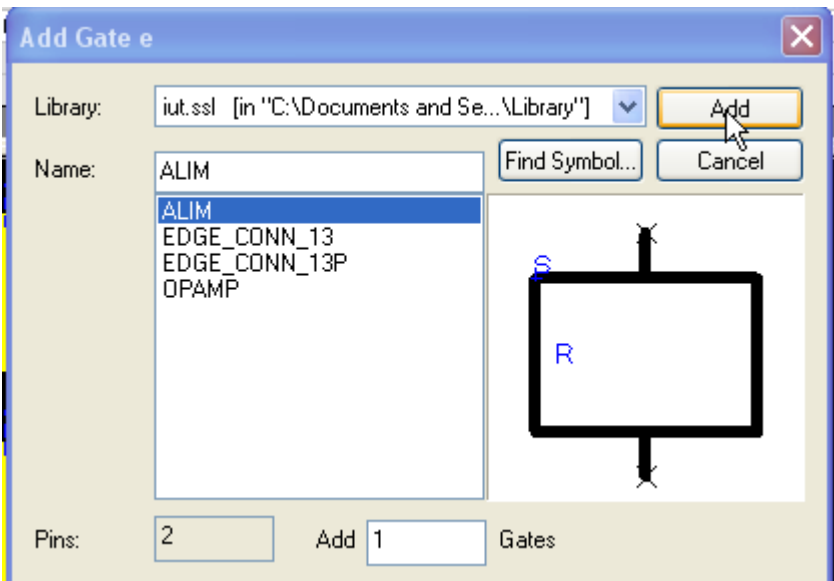 Add Gate e
Library:
iut.ssl [in "C:\Documents and Se...\Library"]
Add
Name:
ALIM
Find Symbol...
Cancel
ALIM
EDGE_CONN_13
EDGE_CONN_13P
OPAMP
S
R
Pins:
2
Add
1
Gates